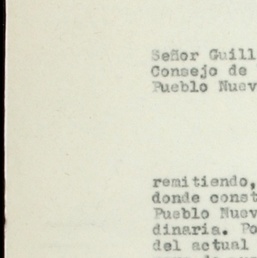 Señor Guill
Consejo de
Pueblo Nuev
remitiendo,
donde const
Pueblo Nuev
dinaria. Po
del actual